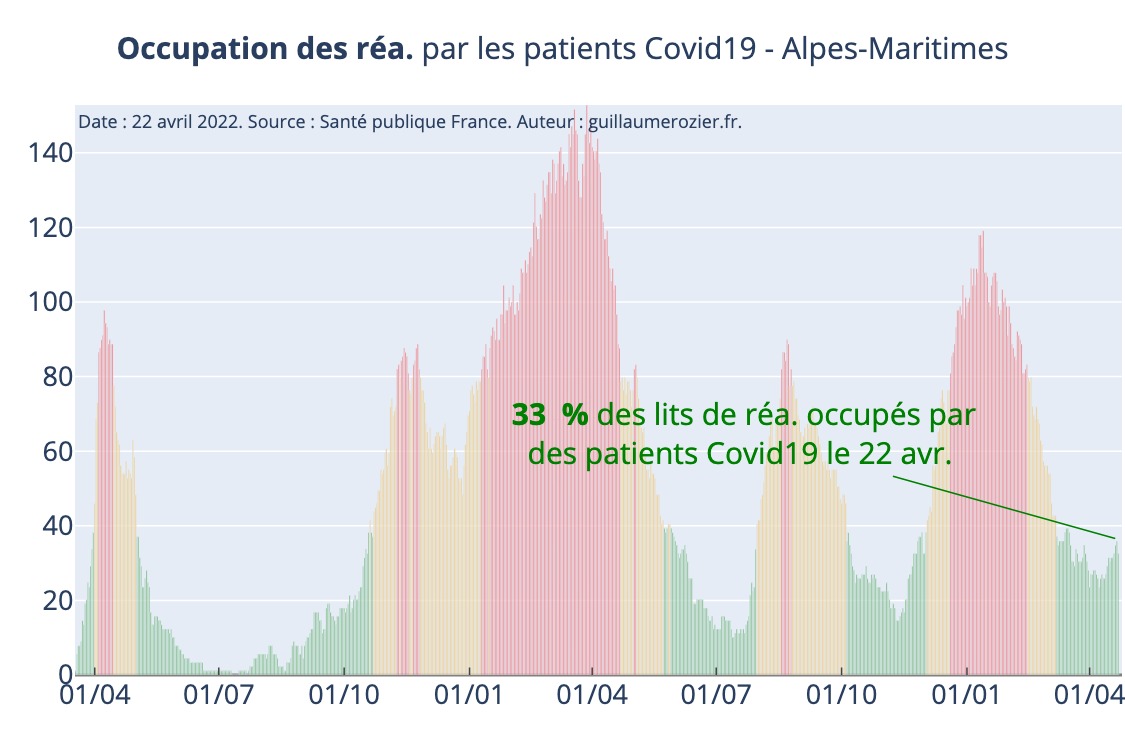 Occupation des réa. par les patients Covid19 - Alpes-Maritimes
Date : 22 avril 2022. Source : Santé publique France. Auteur : guillaumerozier.fr.
140
120
100
80
60
40
20
0
33 % des lits de réa. occupés par
des patients Covid19 le 22 avr.
01/04 01/07 01/10 01/01 01/04 01/07 01/10 01/01 01/04